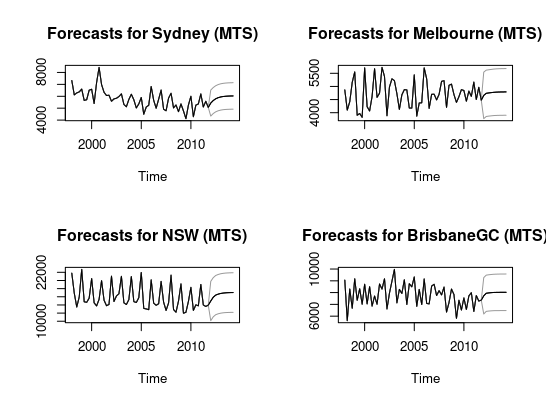 Forecasts for Sydney (MTS)
8000
4000
2000
2005
2010
Time
Forecasts for Melbourne (MTS)
5500
4000
2000
2005
2010
Time
Forecasts for NSW (MTS)
22000
10000
2000
2005
2010
Time
Forecasts for BrisbaneGC (MTS)
10000
6000
2000
2005
2010
Time